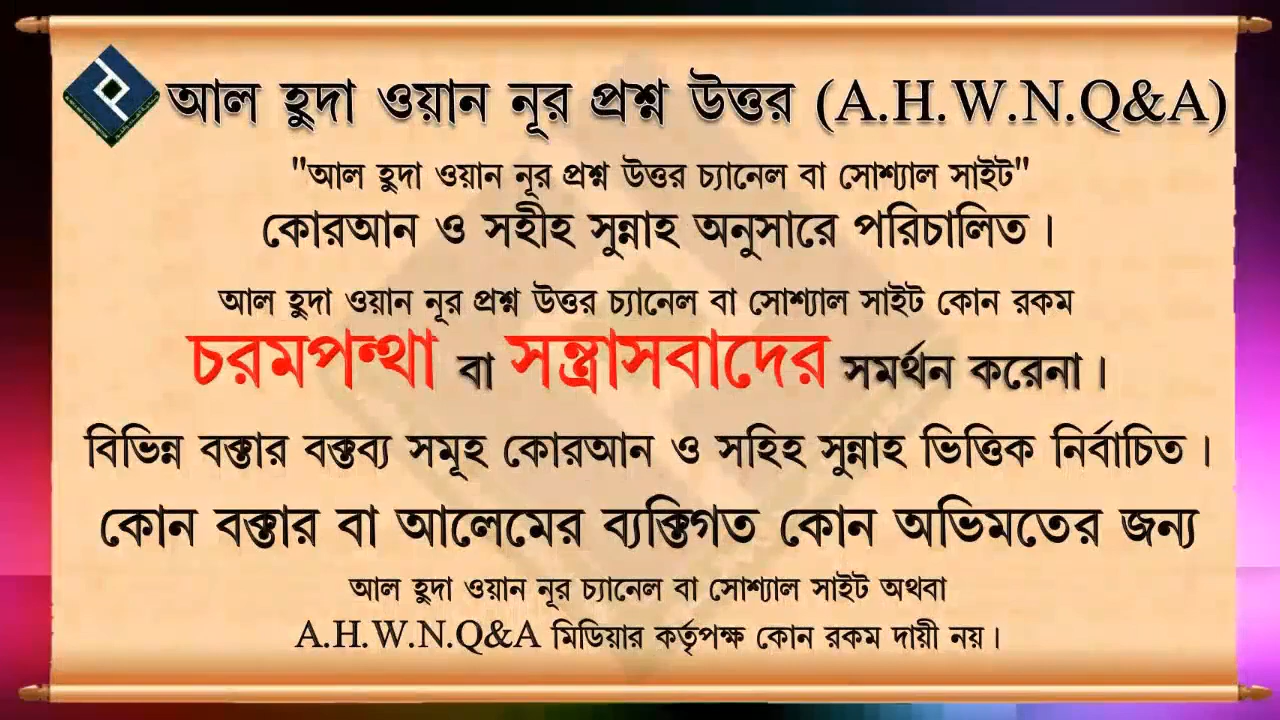 আল হুদা ওয়ান নূর প্রশ্ন উত্তর (A.H.W.N.Q&A)
"আল হুদা ওয়ান নূর প্রশ্ন উত্তর চ্যানেল বা সোশ্যাল সাইট"
কোরআন ও সহীহ সুন্নাহ অনুসারে পরিচালিত।
আল হুদা ওয়ান নূর প্রশ্ন উত্তর চ্যানেল বা সোশ্যাল সাইট কোন রকম
চরমপন্থা বা সন্ত্রাসবাদের সমর্থন করেনা।
বিভিন্ন বক্তার বক্তব্য সমূহ কোরআন ও সহিহ সুন্নাহ ভিত্তিক নির্বাচিত।
কোন বক্তার বা আলেমের ব্যক্তিগত কোন অভিমতের জন্য
আল হুদা ওয়ান নূর চ্যানেল বা সোশ্যাল সাইট অথবা
A.H.W.N.Q&A মিডিয়ার কর্তৃপক্ষ কোন রকম দায়ী নয়।